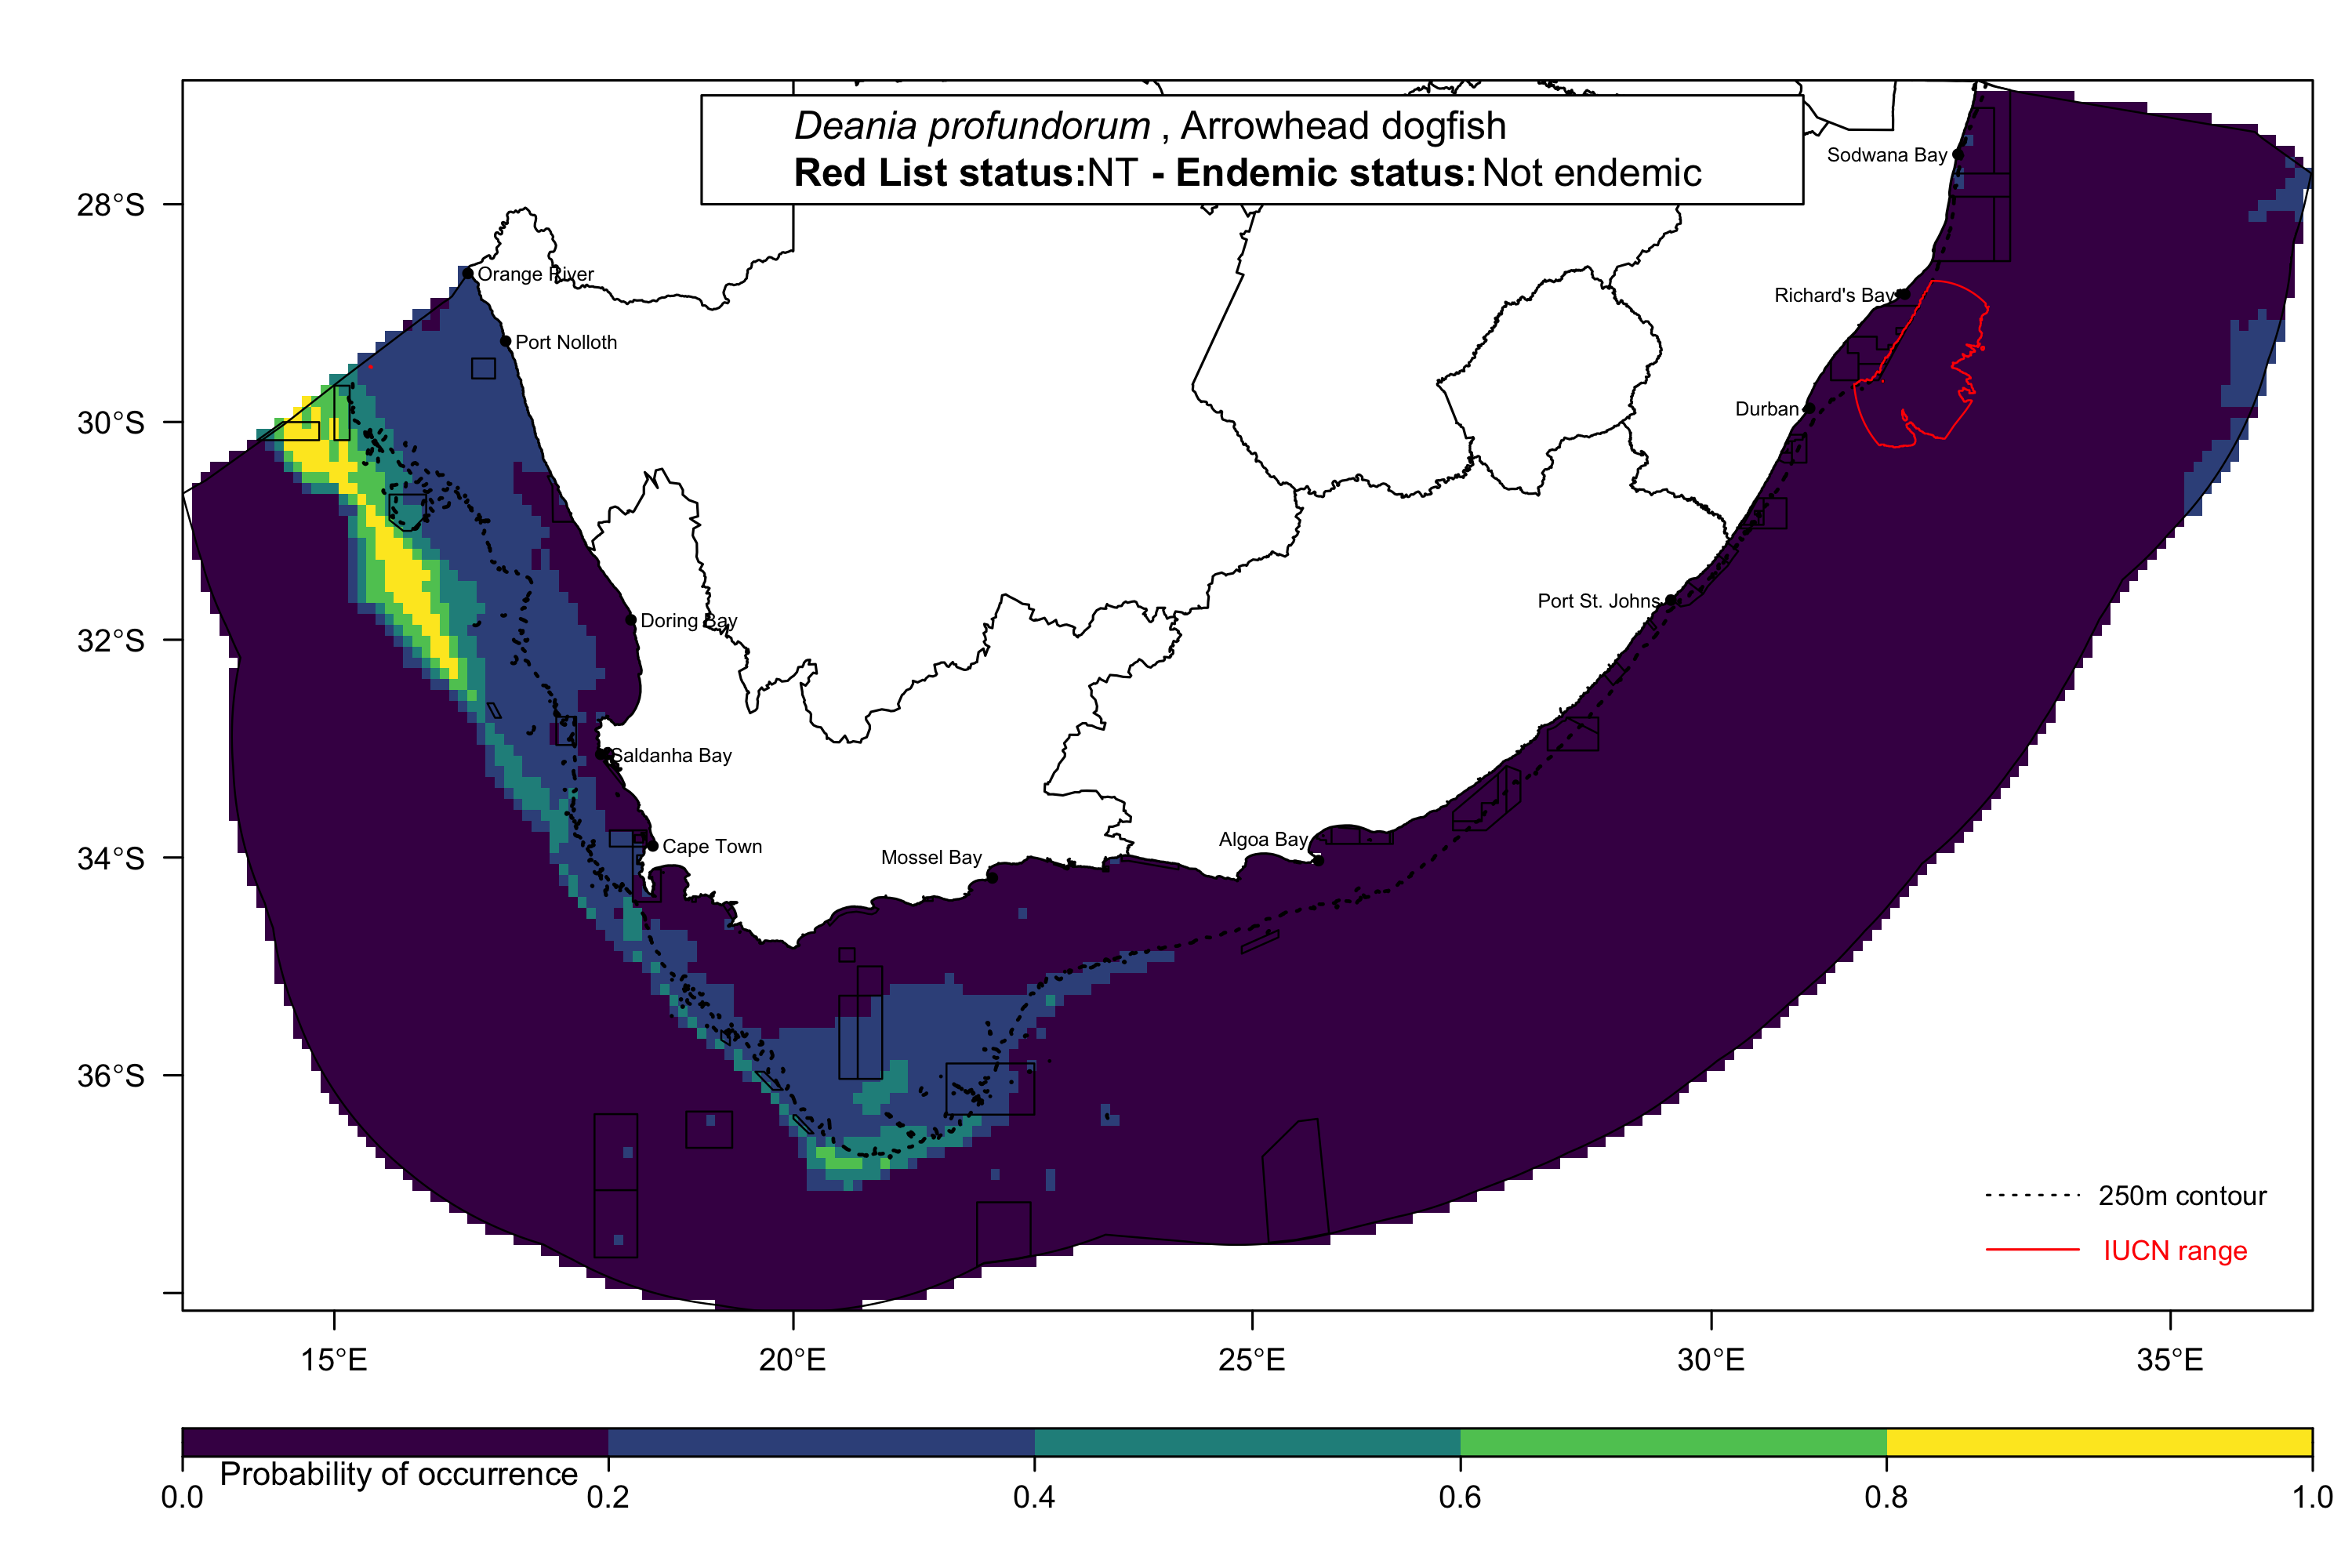 Deania profundorum , Arrowhead dogfish
Red List status:NT - Endemic status: Not endemic
Sodwana Bay
28°S
Orange River
Richard's Bay
Port Nolloth
Durban
30°S
Port St. Johns
Doring Bay
32°S
Saldanha Bay
Algoa Bay
Cape Town
Mossel Bay
34°S
36°S
250m contour
IUCN range
15°E 20°E 25°E 30°E 35°E
Probability of occurrence
0.0 0.2 0.4 0.6 0.8 1.0